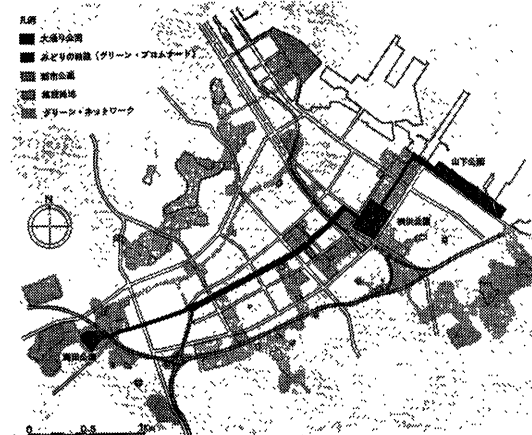 凡例
大通り公園
みどりの軸線（グリーン・プロムナード）
都市公園
施設緑地
グリーン・ネットワーク
山下公園
横浜公園
N
0 0.5